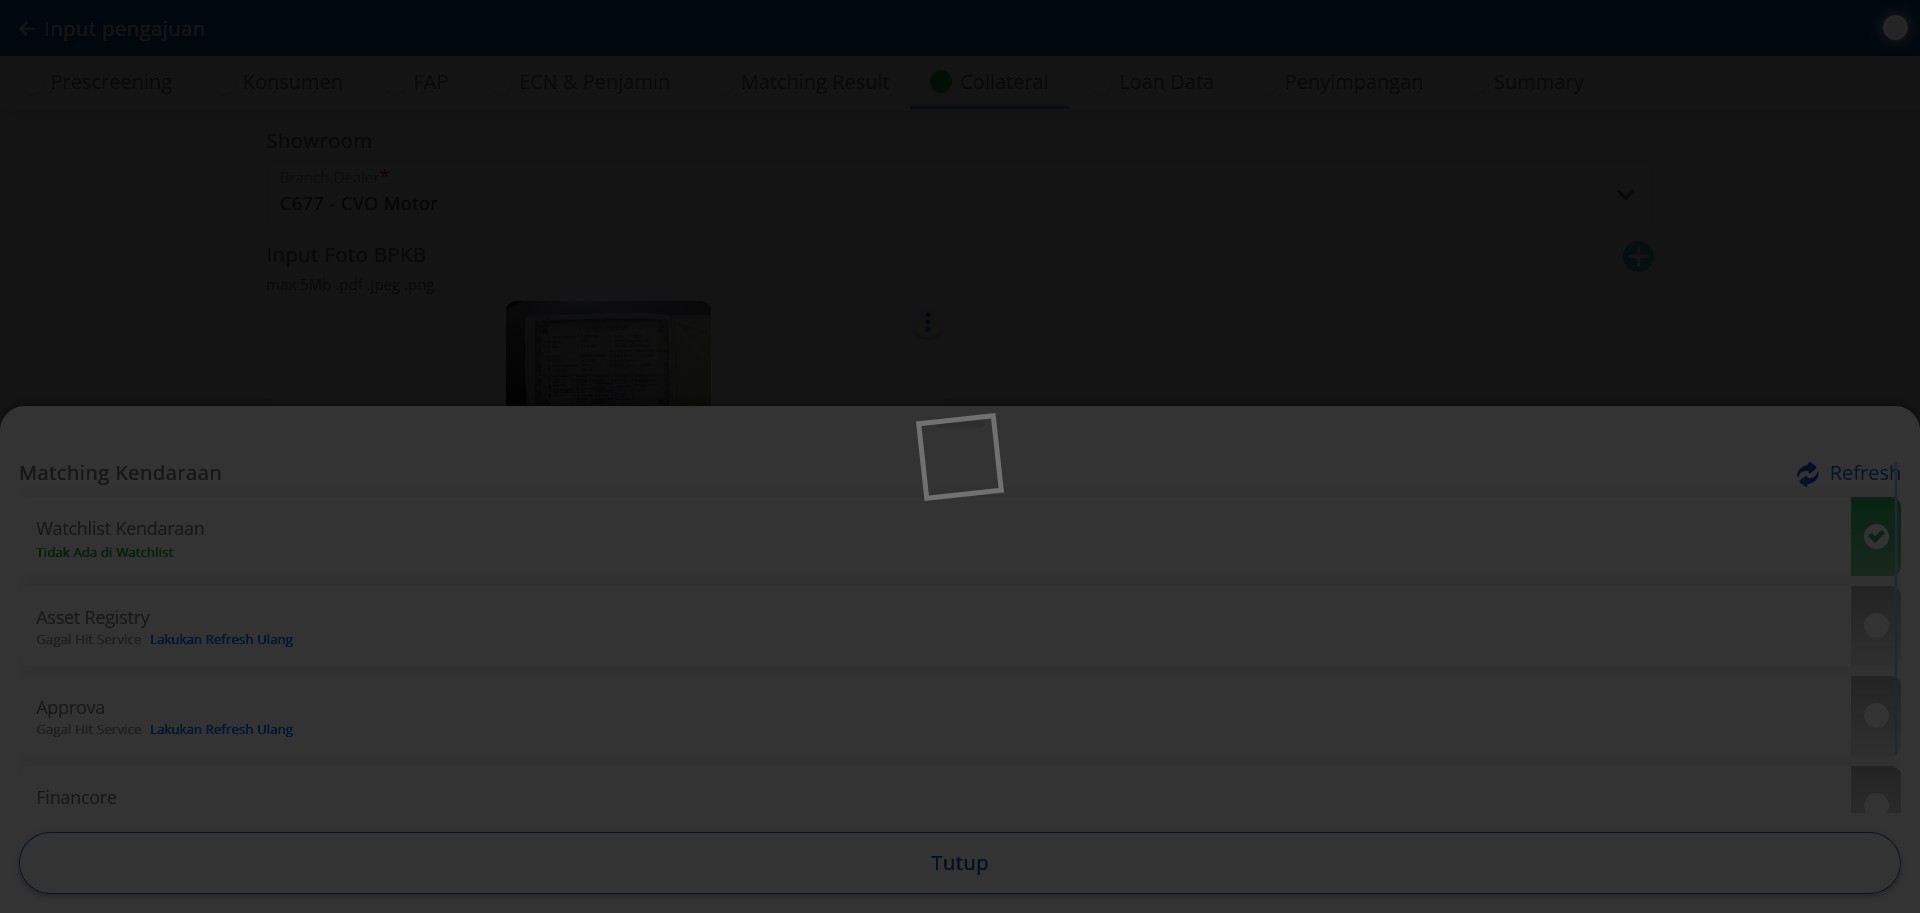 Input pengajuan
Prescreening Konsumen FAP ECN & Penjamin Matching Result Collateral Loan Data Penyimpangan Summary
Showroom
Branch Dealer*
C677 - CVO Motor
Input Foto BPKB
max 5Mb .pdf .jpeg .png
Matching Kendaraan
Refresh
Watchlist Kendaraan
Tidak Ada di Watchlist
Asset Registry
Gagal Hit Service Lakukan Refresh Ulang
Approva
Gagal Hit Service Lakukan Refresh Ulang
Financore
Tutup